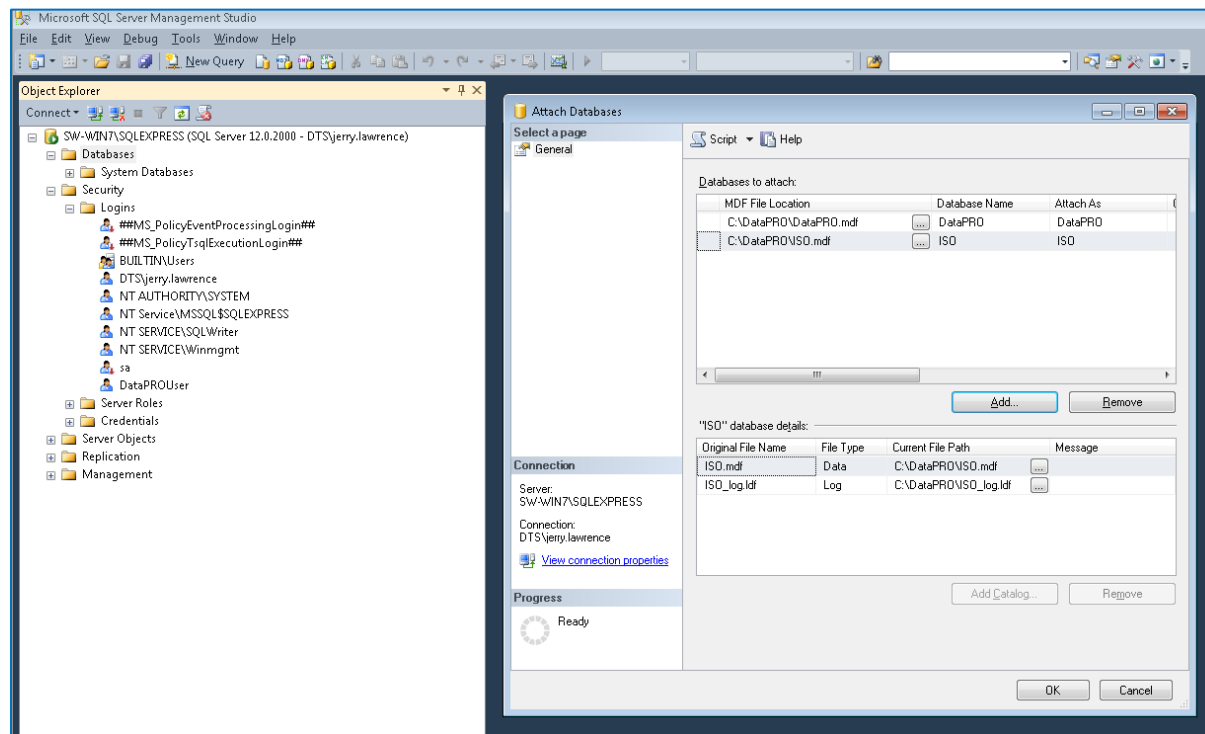 Microsoft SQL Server Management Studio
File Edit View Debug Tools Window Help
New Query
Object Explorer
Connect
SW-WIN7\SQLEXPRESS (SQL Server 12.0.2000 - DTS\jerry.lawrence)
Databases
System Databases
Security
Logins
##MS_PolicyEventProcessingLogin##
##MS_PolicyTsqlExecutionLogin##
BUILTIN\Users
DTS\jerry.lawrence
NT AUTHORITY\SYSTEM
NT Service\MSSQL$SQLEXPRESS
NT SERVICE\SQLWriter
NT SERVICE\Winmgmt
sa
DataPROUser
Server Roles
Credentials
Server Objects
Replication
Management
Attach Databases
Select a page
General
Script Help
Databases to attach:
MDF File Location Database Name Attach As
C:\DataPRO\DataPRO.mdf ... DataPRO DataPRO
C:\DataPRO\ISO.mdf ... ISO ISO
Add... Remove
"ISO" database details:
Original File Name File Type Current File Path Message
ISO.mdf Data C:\DataPRO\ISO.mdf ...
ISO_log.ldf Log C:\DataPRO\ISO_log.ldf ...
Add Catalog... Remove
Connection
Server:
SW-WIN7\SQLEXPRESS
Connection:
DTS\jerry.lawrence
View connection properties
Progress
Ready
OK Cancel